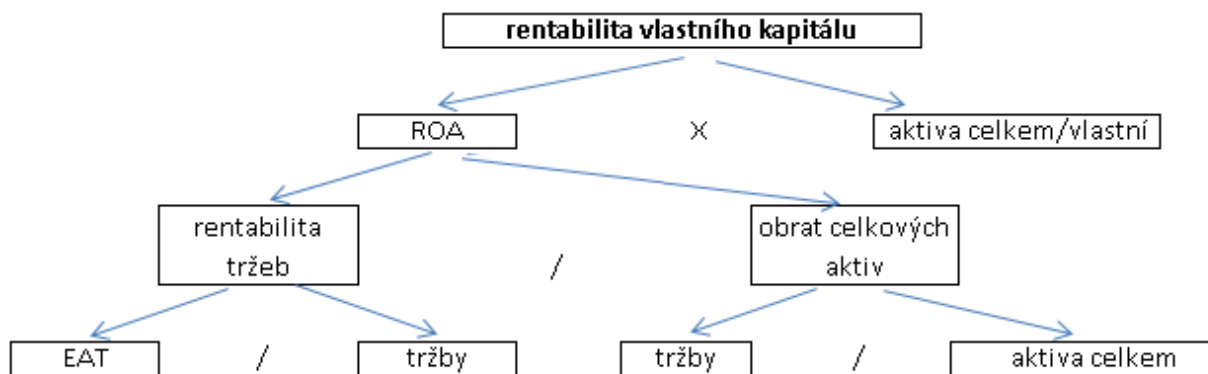 rentabilita vlastního kapitálu
ROA X aktiva celkem/vlastní
rentabilita
tržeb
/
obrat celkových
aktiv
EAT / tržby tržby / aktiva celkem